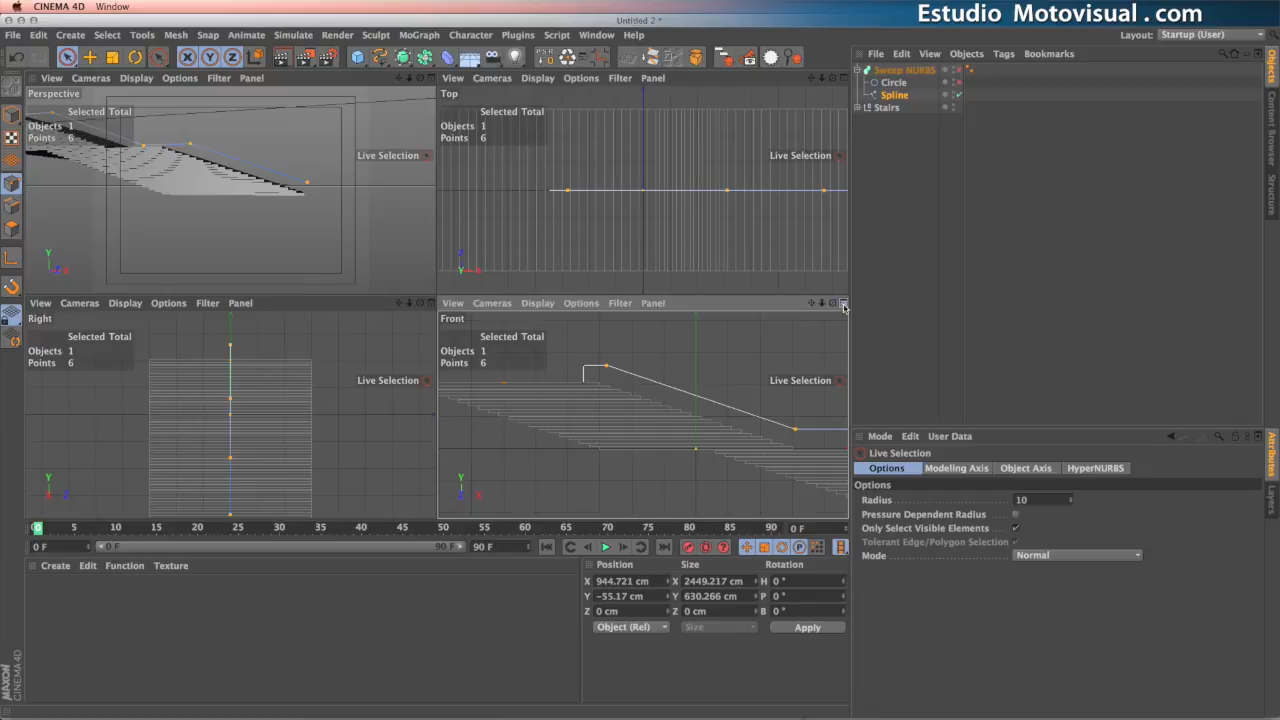 CINEMA 4D Window
Untitled 2 *
Estudio Motovisual . com
File Edit Create Select Tools Mesh Snap Animate Simulate Render Sculpt MoGraph Character Plugins Script Window Help
Layout: Startup (User)
PSR
File Edit View Objects Tags Bookmarks
Sweep NURBS
Circle
Spline
Stairs
View Cameras Display Options Filter Panel
Perspective
Selected Total
Objects 1
Points 6
Live Selection
View Cameras Display Options Filter Panel
Top
Selected Total
Objects 1
Points 6
Live Selection
View Cameras Display Options Filter Panel
Right
Selected Total
Objects 1
Points 6
Live Selection
View Cameras Display Options Filter Panel
Front
Selected Total
Objects 1
Points 6
Live Selection
Objects
Content Browser
Structure
Attributes
Layers
Mode Edit User Data
Live Selection
Options Modeling Axis Object Axis HyperNURBS
Options
Radius 10
Pressure Dependent Radius
Only Select Visible Elements
Tolerant Edge/Polygon Selection
Mode Normal
0 5 10 15 20 25 30 35 40 45 50 55 60 65 70 75 80 85 90 0 F
0 F 0 F 90 F 90 F
Create Edit Function Texture
Position Size Rotation
X 944.721 cm X 2449.217 cm H 0 °
Y -55.17 cm Y 630.266 cm P 0 °
Z 0 cm Z 0 cm B 0 °
Object (Rel) Size Apply
MAXON
CINEMA 4D